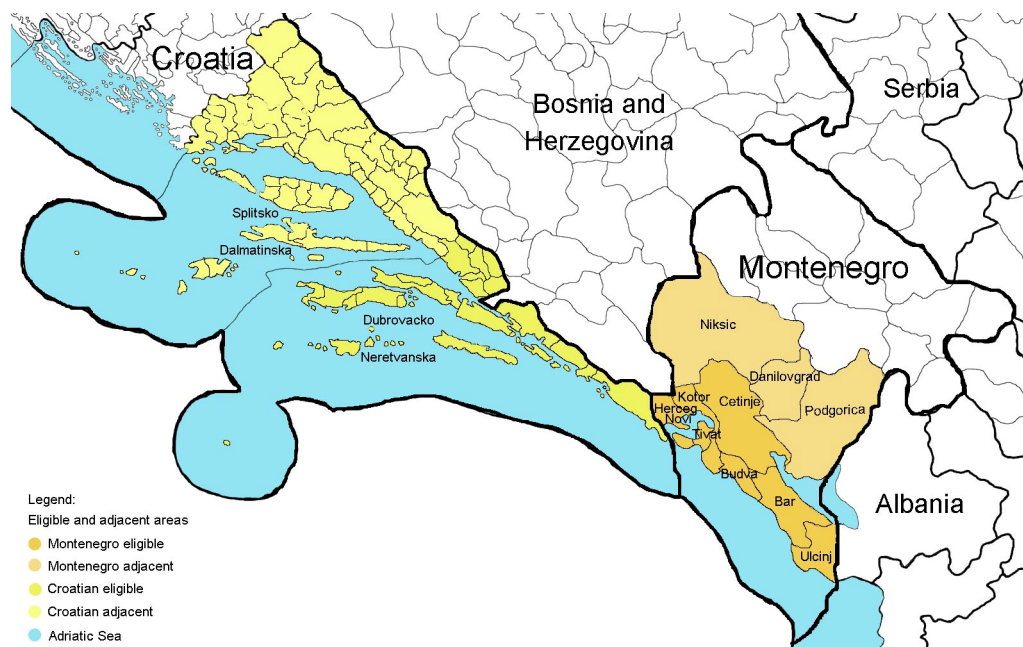 Croatia
Bosnia and
Herzegovina
Serbia
Splitsko
Dalmatinska
Montenegro
Dubrovacko
Neretvanska
Niksic
Danilovgrad
Podgorica
Kotor
Cetinje
Herceg
Novi
Tivat
Budva
Bar
Ulcinj
Albania
Legend:
Eligible and adjacent areas
Montenegro eligible
Montenegro adjacent
Croatian eligible
Croatian adjacent
Adriatic Sea